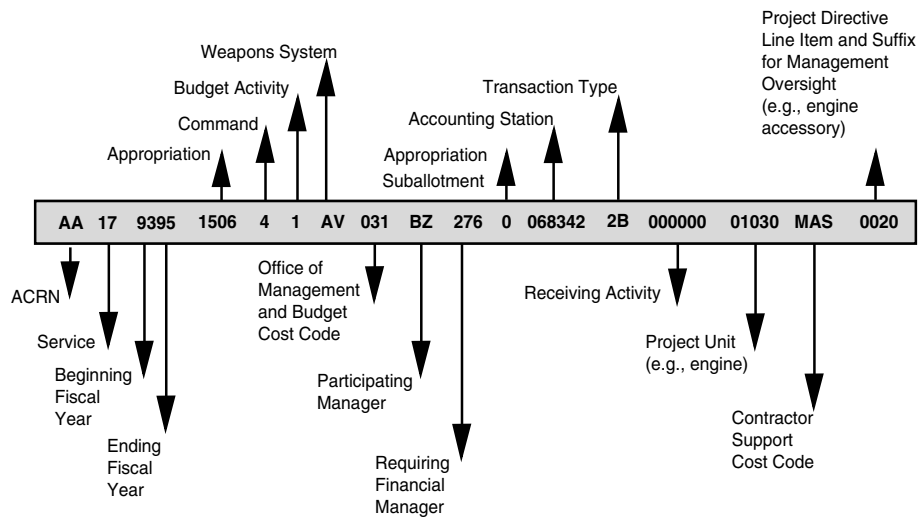 Project Directive
Line Item and Suffix
for Management
Oversight
(e.g., engine
accessory)
Weapons System
Budget Activity
Command
Appropriation
Transaction Type
Accounting Station
Appropriation
Suballotment
AA 17 9395 1506 4 1 AV 031 BZ 276 0 068342 2B 000000 01030 MAS 0020
ACRN
Service
Beginning
Fiscal
Year
Ending
Fiscal
Year
Office of
Management
and Budget
Cost Code
Participating
Manager
Requiring
Financial
Manager
Receiving Activity
Project Unit
(e.g., engine)
Contractor
Support
Cost Code